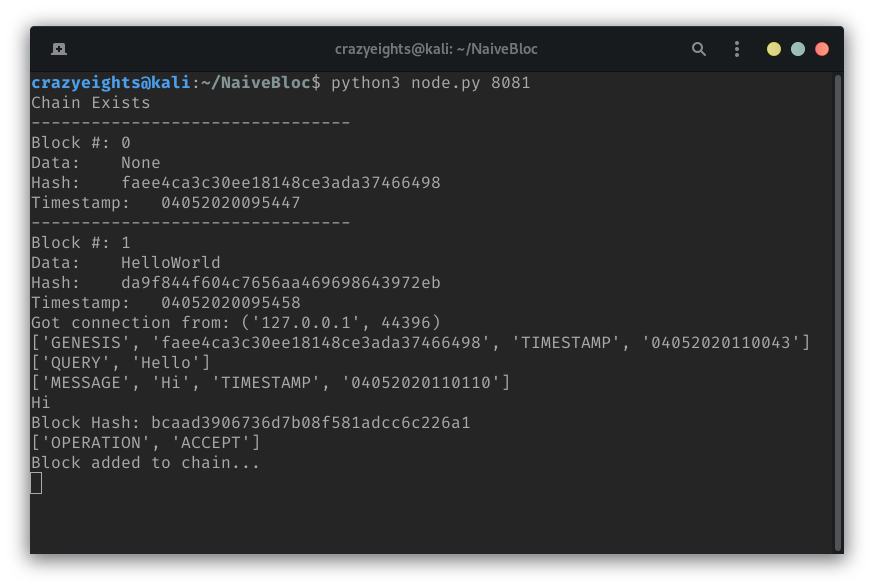 crazyeights@kali: ~/NaiveBloc
crazyeights@kali:~/NaiveBloc$ python3 node.py 8081
Chain Exists
--------------------------------
Block #: 0
Data:    None
Hash:    faee4ca3c30ee18148ce3ada37466498
Timestamp:   04052020095447
--------------------------------
Block #: 1
Data:    HelloWorld
Hash:    da9f844f604c7656aa469698643972eb
Timestamp:   04052020095458
Got connection from: ('127.0.0.1', 44396)
['GENESIS', 'faee4ca3c30ee18148ce3ada37466498', 'TIMESTAMP', '04052020110043']
['QUERY', 'Hello']
['MESSAGE', 'Hi', 'TIMESTAMP', '04052020110110']
Hi
Block Hash: bcaad3906736d7b08f581adcc6c226a1
['OPERATION', 'ACCEPT']
Block added to chain...